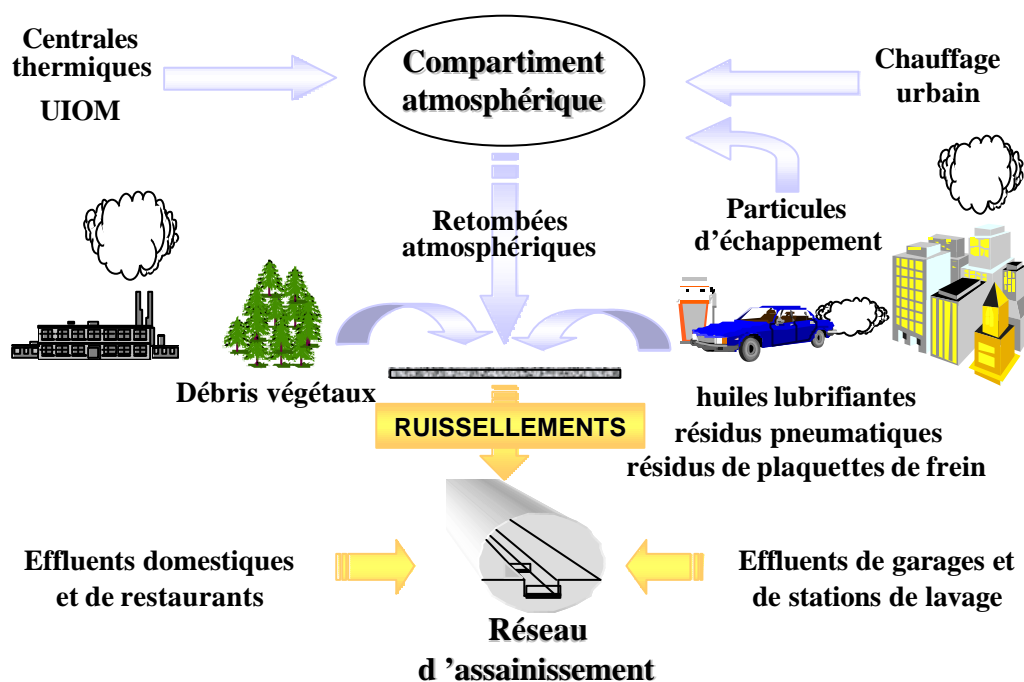 Centrales
thermiques
UIOM
Compartiment
atmosphérique
Chauffage
urbain
Retombées
atmosphériques
Particules
d’échappement
Débris végétaux
huiles lubrifiantes
résidus pneumatiques
résidus de plaquettes de frein
RUISSELLEMENTS
Effluents domestiques
et de restaurants
Effluents de garages et
de stations de lavage
Réseau
d ’assainissement